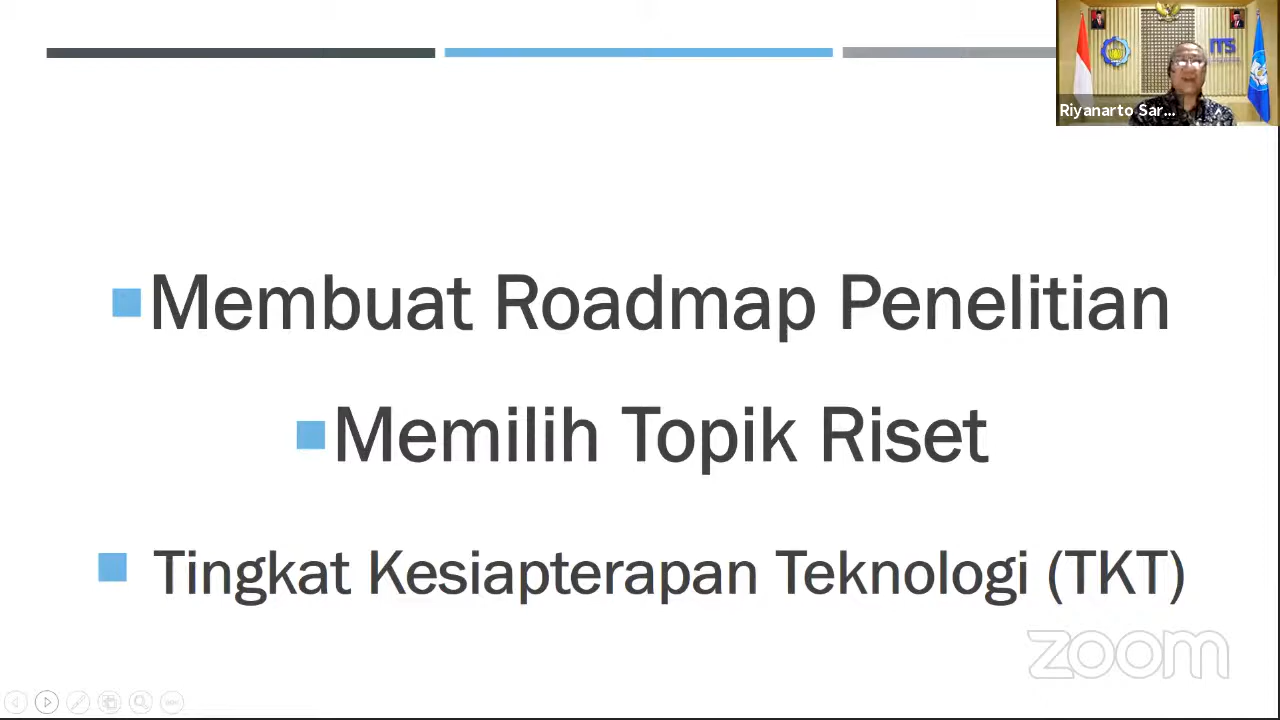 Riyanarto Sar...
ITS
Membuat Roadmap Penelitian
Memilih Topik Riset
Tingkat Kesiapterapan Teknologi (TKT)
zoom